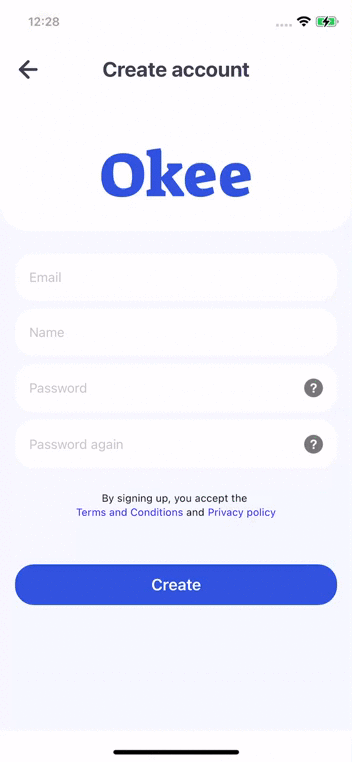 12:28
Create account
Okee
Email
Name
Password
?
Password again
?
By signing up, you accept the
Terms and Conditions and Privacy policy
Create